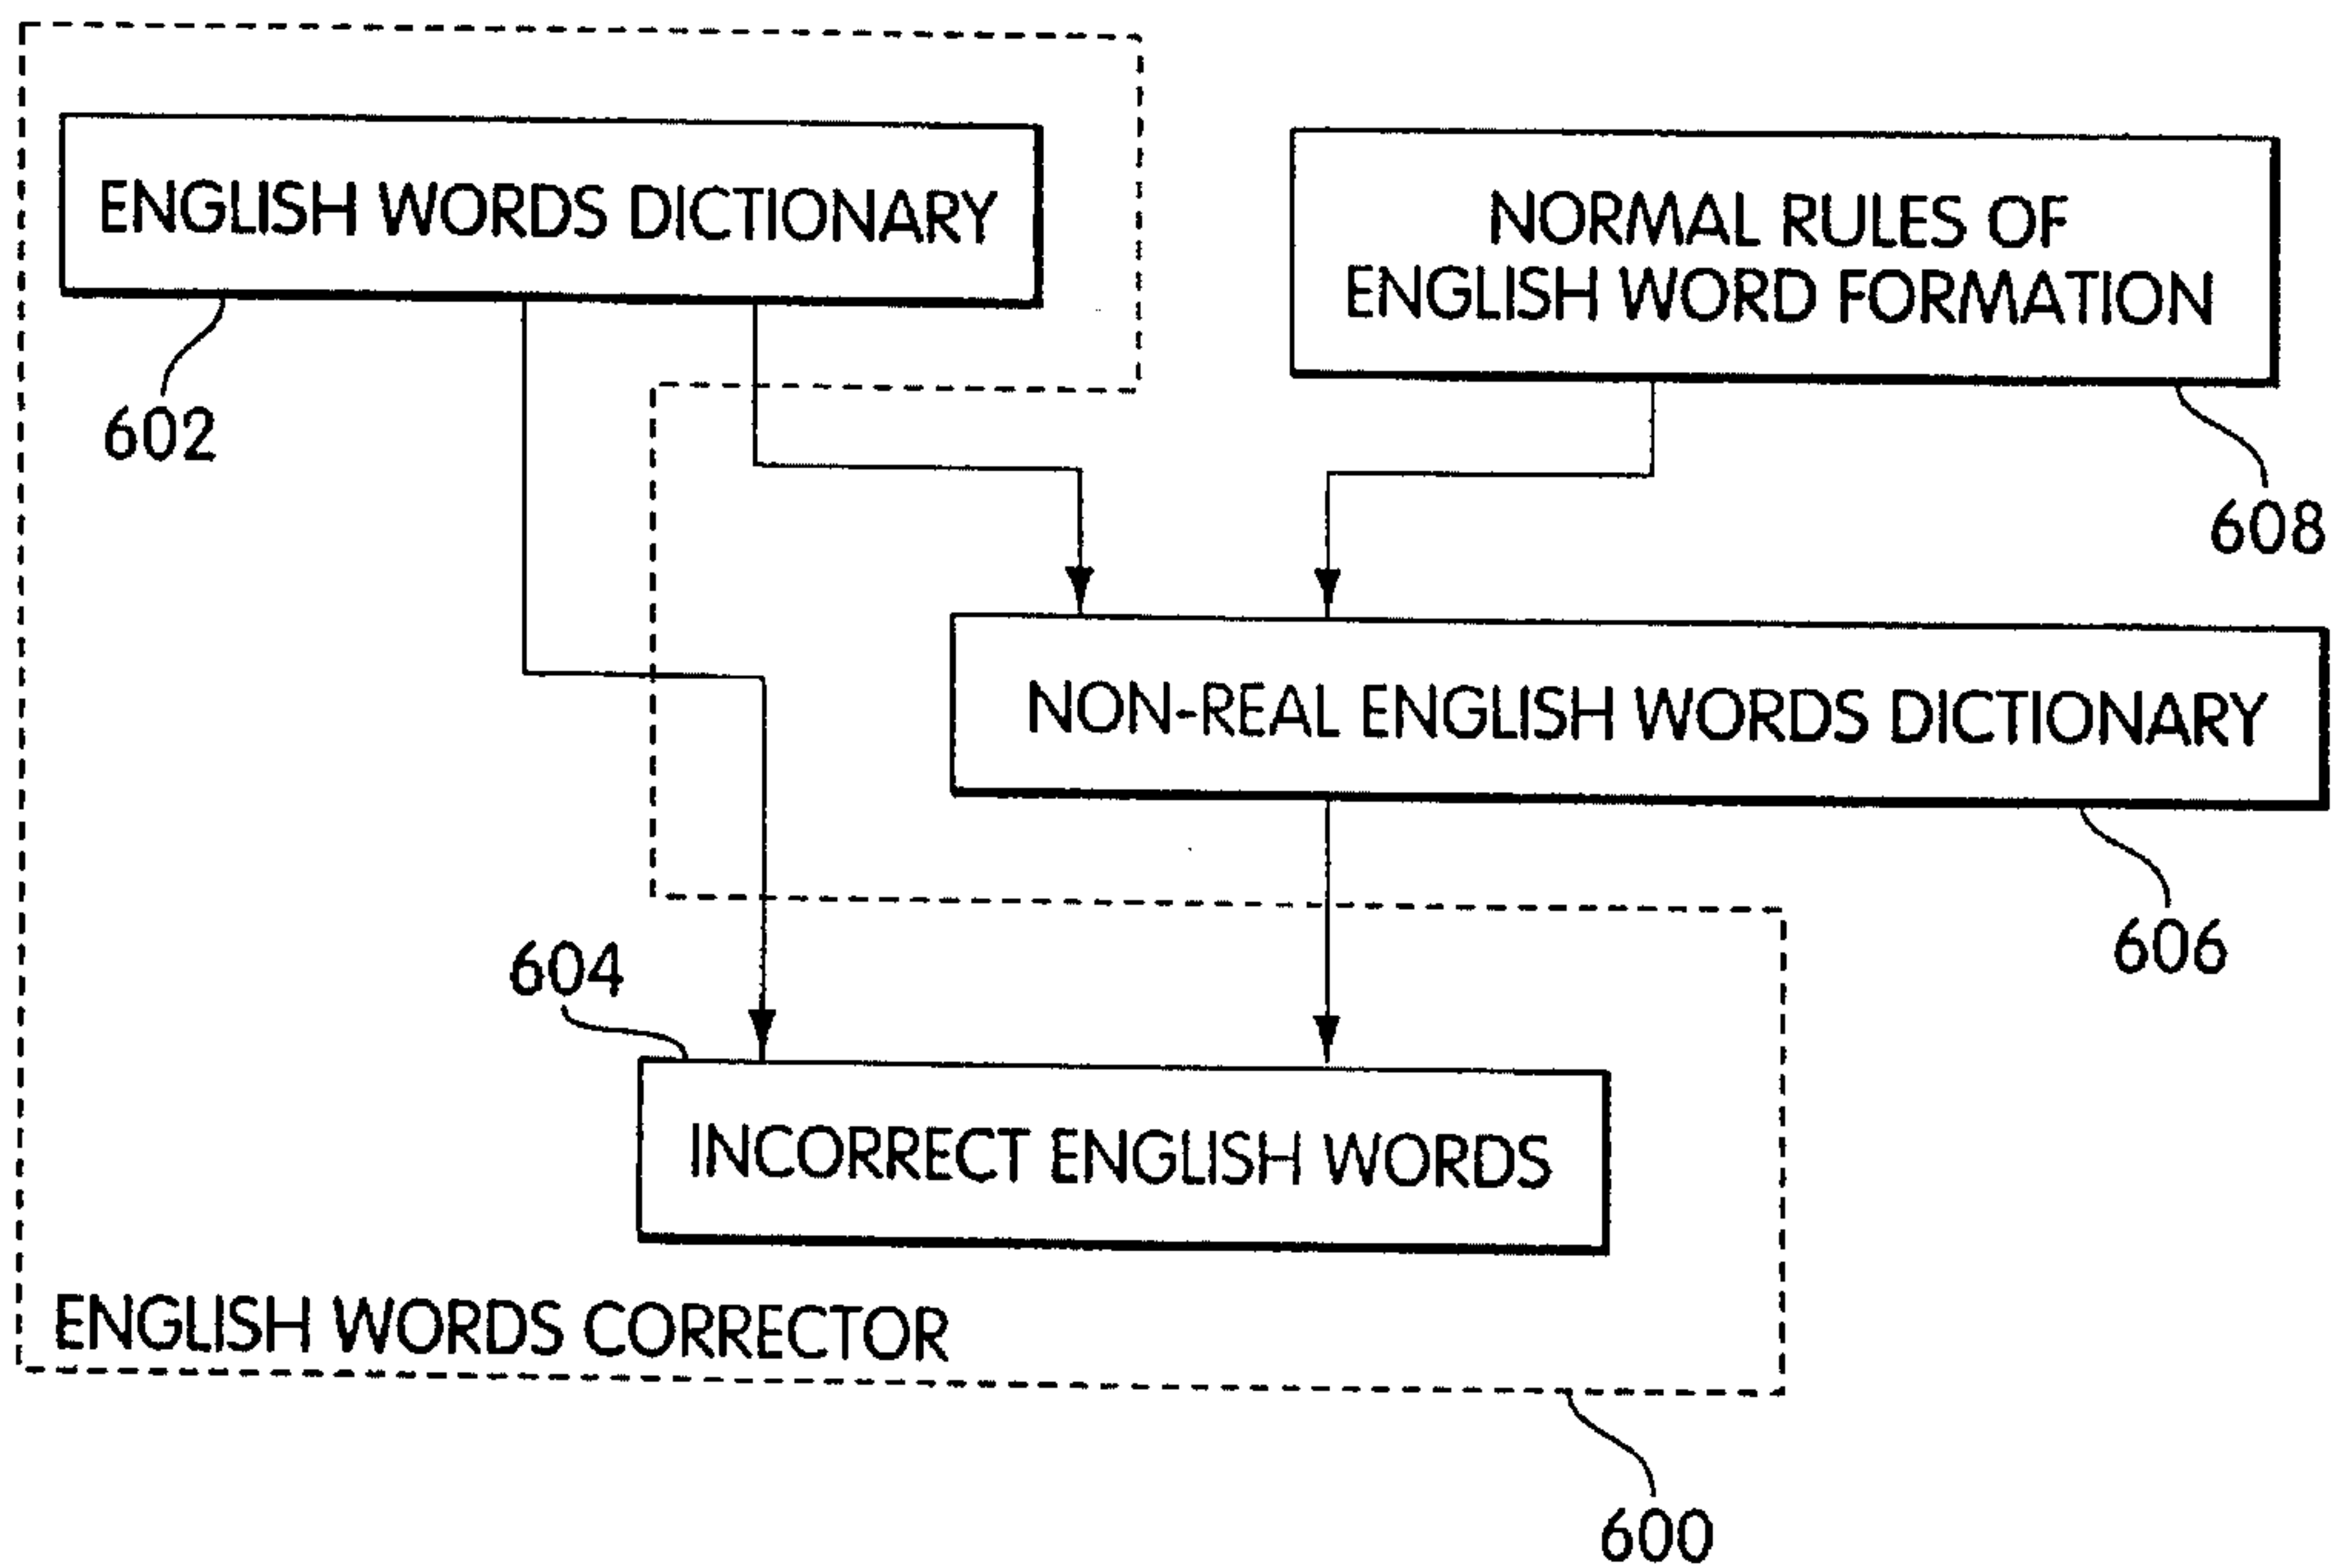 ENGLISH WORDS DICTIONARY
NORMAL RULES OF
ENGLISH WORD FORMATION
602
608
NON-REAL ENGLISH WORDS DICTIONARY
606
604
INCORRECT ENGLISH WORDS
ENGLISH WORDS CORRECTOR
600